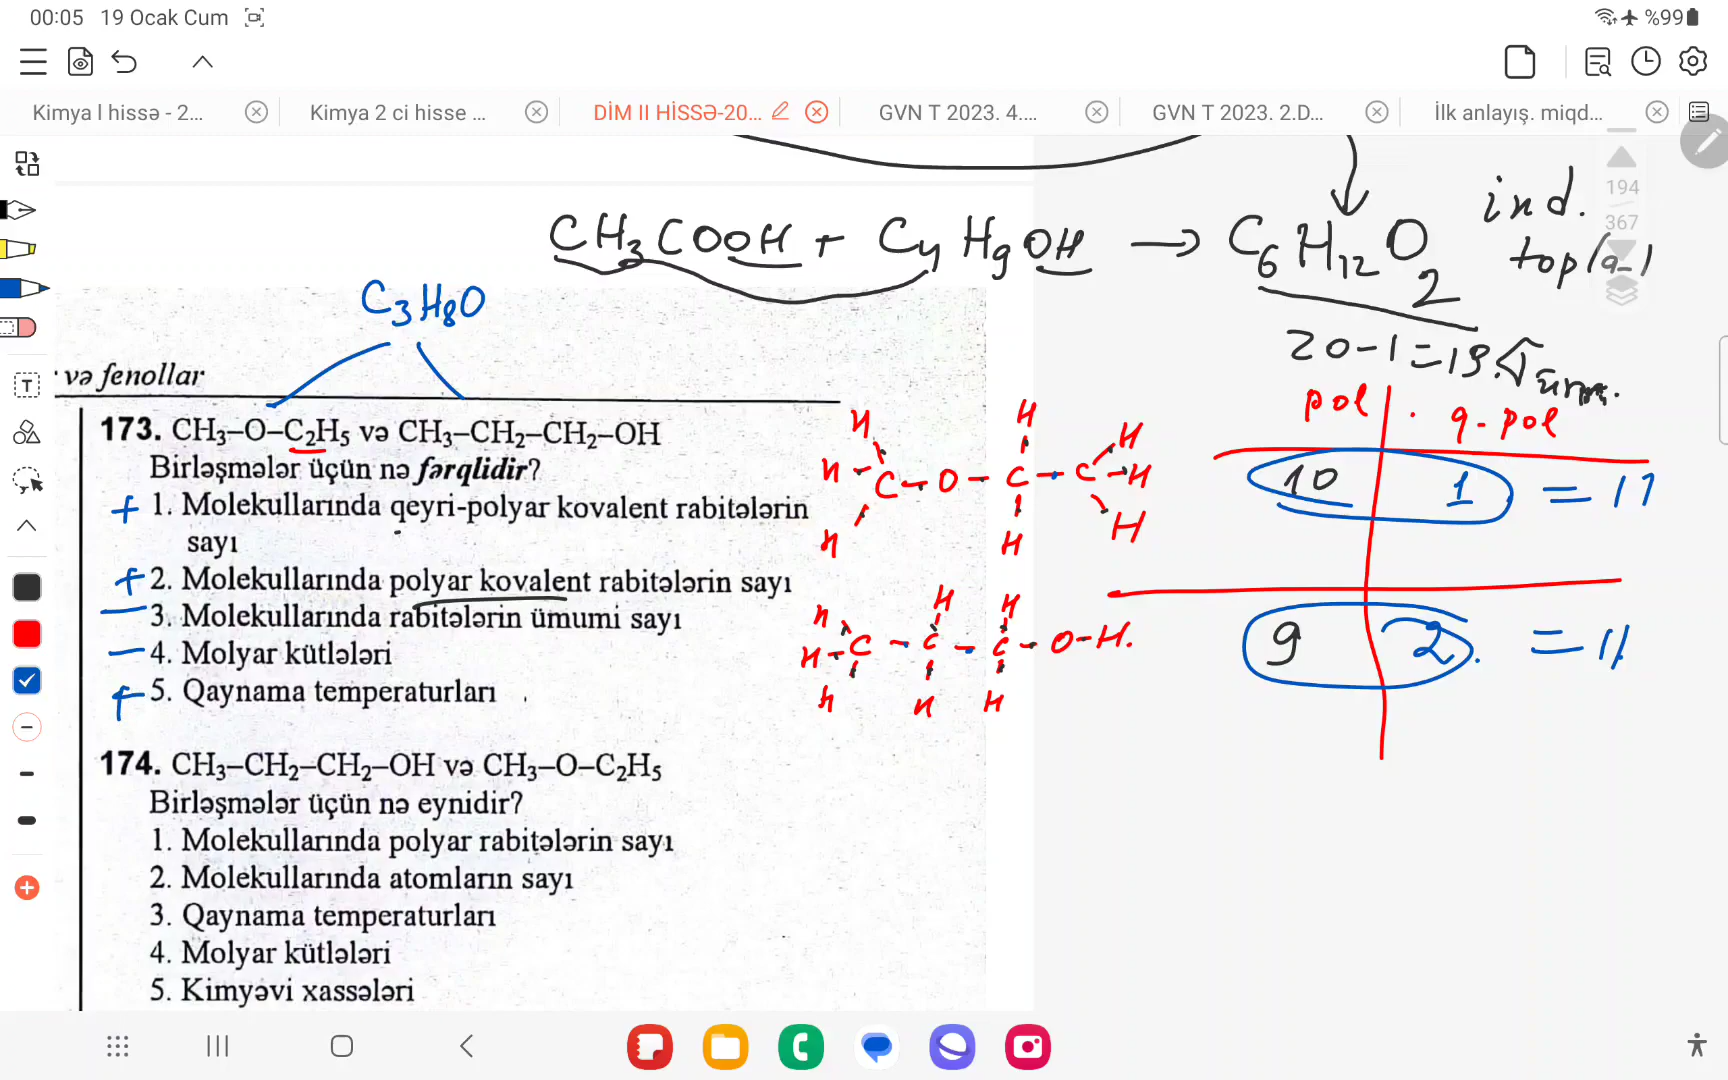 00:05 19 Ocak Cum
%99
Kimya l hissə - 2...
Kimya 2 ci hisse ...
DİM II HİSSƏ-20...
GVN T 2023. 4....
GVN T 2023. 2.D...
İlk anlayış. miqd...
194
367
CH3COOH + C4H9OH → C6H12O2
ind.
top(a-1
20-1=19.
C3H8O
və fenollar
173. CH₃–O–C₂H₅ və CH₃–CH₂–CH₂–OH
Birləşmələr üçün nə fərqlidir?
+ 1. Molekullarında qeyri-polyar kovalent rabitələrin
sayı
+ 2. Molekullarında polyar kovalent rabitələrin sayı
— 3. Molekullarında rabitələrin ümumi sayı
— 4. Molyar kütlələri
+ 5. Qaynama temperaturları
174. CH₃–CH₂–CH₂–OH və CH₃–O–C₂H₅
Birləşmələr üçün nə eynidir?
1. Molekullarında polyar rabitələrin sayı
2. Molekullarında atomların sayı
3. Qaynama temperaturları
4. Molyar kütlələri
5. Kimyəvi xassələri
H H H
H C - O - C - C - H
H H H
H H H
H - C - C - C - O - H.
H H H
pol . q-pol
10 1 = 11
9 2. = 11
T